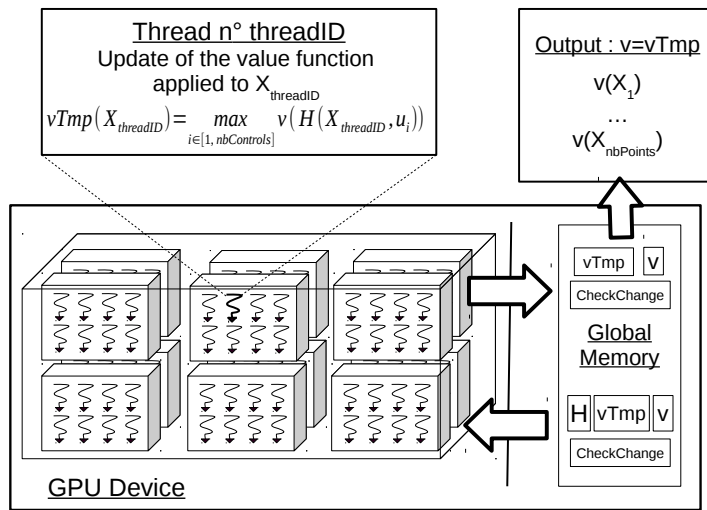 Thread n° threadID
Update of the value function
applied to X_threadID
vTmp(X_threadID)= max v(H(X_threadID,u_i))
i∈[1,nbControls]
Output : v=vTmp
v(X_1)
...
v(X_nbPoints)
vTmp v
CheckChange
Global
Memory
H vTmp v
CheckChange
GPU Device